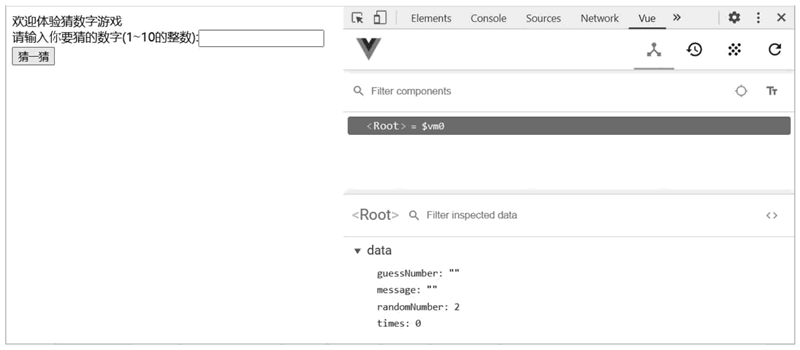 欢迎体验猜数字游戏
请输入你要猜的数字(1~10的整数):
猜一猜
Elements Console Sources Network Vue »
Filter components
<Root> = $vm0
<Root> Filter inspected data <>
data
guessNumber: ""
message: ""
randomNumber: 2
times: 0